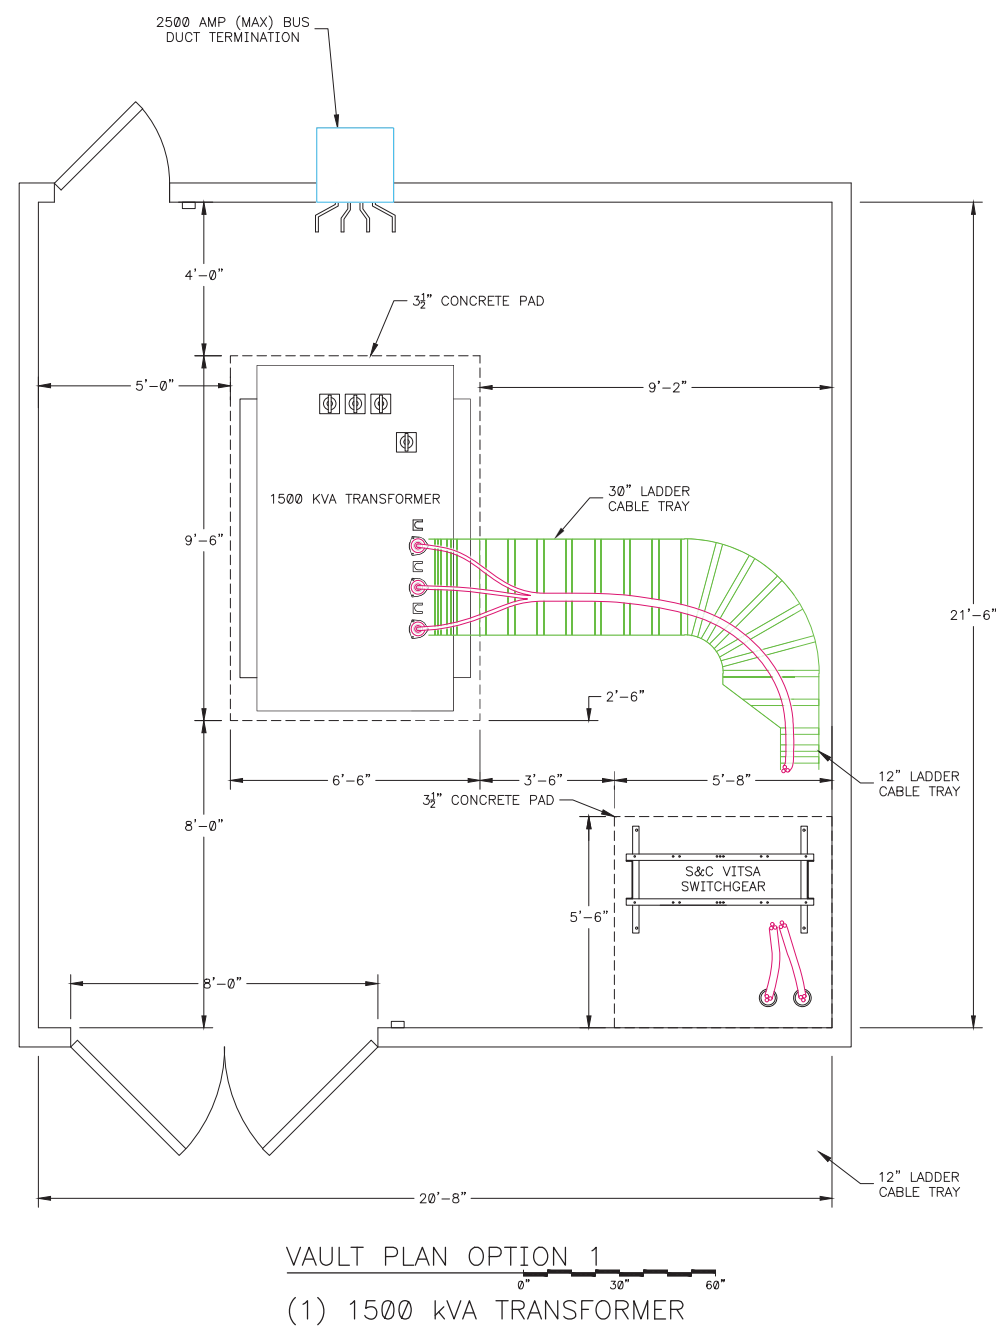 2500 AMP (MAX) BUS
DUCT TERMINATION
4'-0"
3½" CONCRETE PAD
5'-0"
9'-2"
1500 KVA TRANSFORMER
30" LADDER
CABLE TRAY
9'-6"
21'-6"
2'-6"
6'-6"
3'-6"
5'-8"
12" LADDER
CABLE TRAY
3½" CONCRETE PAD
8'-0"
S&C VITSA
SWITCHGEAR
5'-6"
8'-0"
12" LADDER
CABLE TRAY
20'-8"
VAULT PLAN OPTION 1
0" 30" 60"
(1) 1500 kVA TRANSFORMER